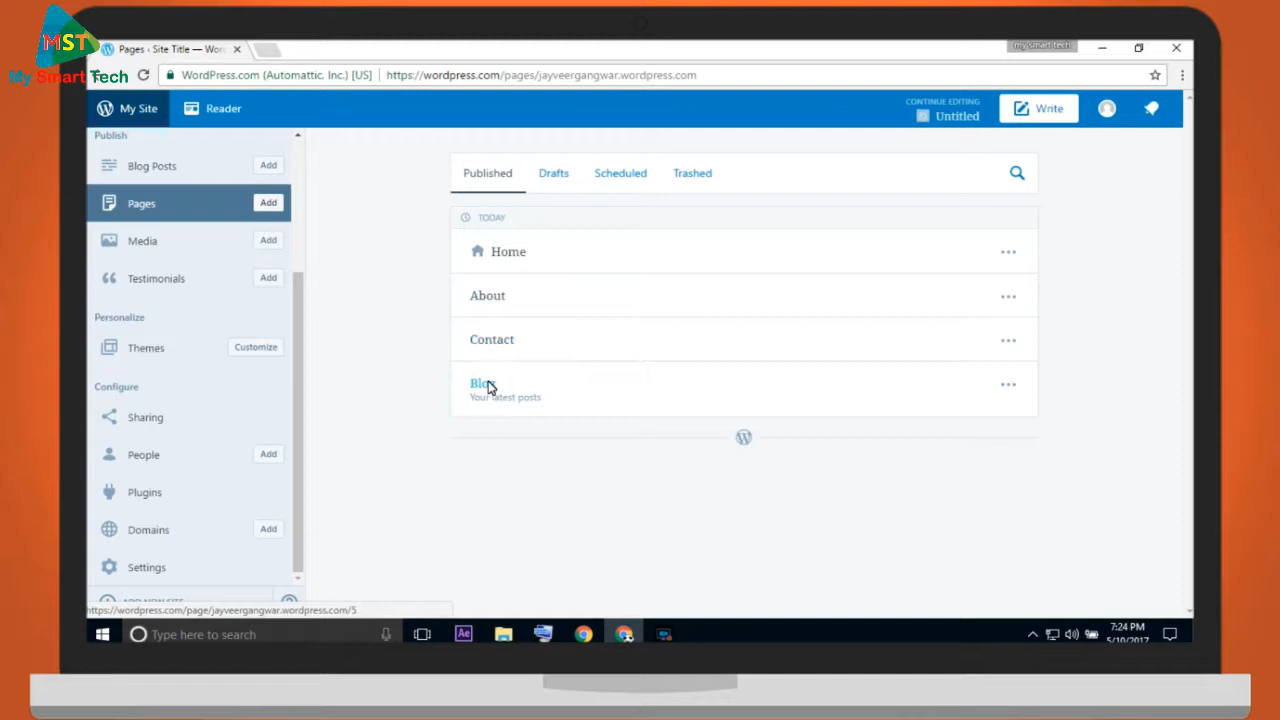 MST
My Smart Tech
Pages ‹ Site Title — Wor
my smart tech
WordPress.com (Automattic, Inc.) [US]
https://wordpress.com/pages/jayveergangwar.wordpress.com
My Site
Reader
CONTINUE EDITING
Untitled
Write
Publish
Blog Posts
Add
Pages
Add
Media
Add
Testimonials
Add
Personalize
Themes
Customize
Configure
Sharing
People
Add
Plugins
Domains
Add
Settings
ADD NEW SITE
Published
Drafts
Scheduled
Trashed
TODAY
Home
About
Contact
Blog
Your latest posts
https://wordpress.com/page/jayveergangwar.wordpress.com/5
Type here to search
Ae
7:24 PM
5/10/2017